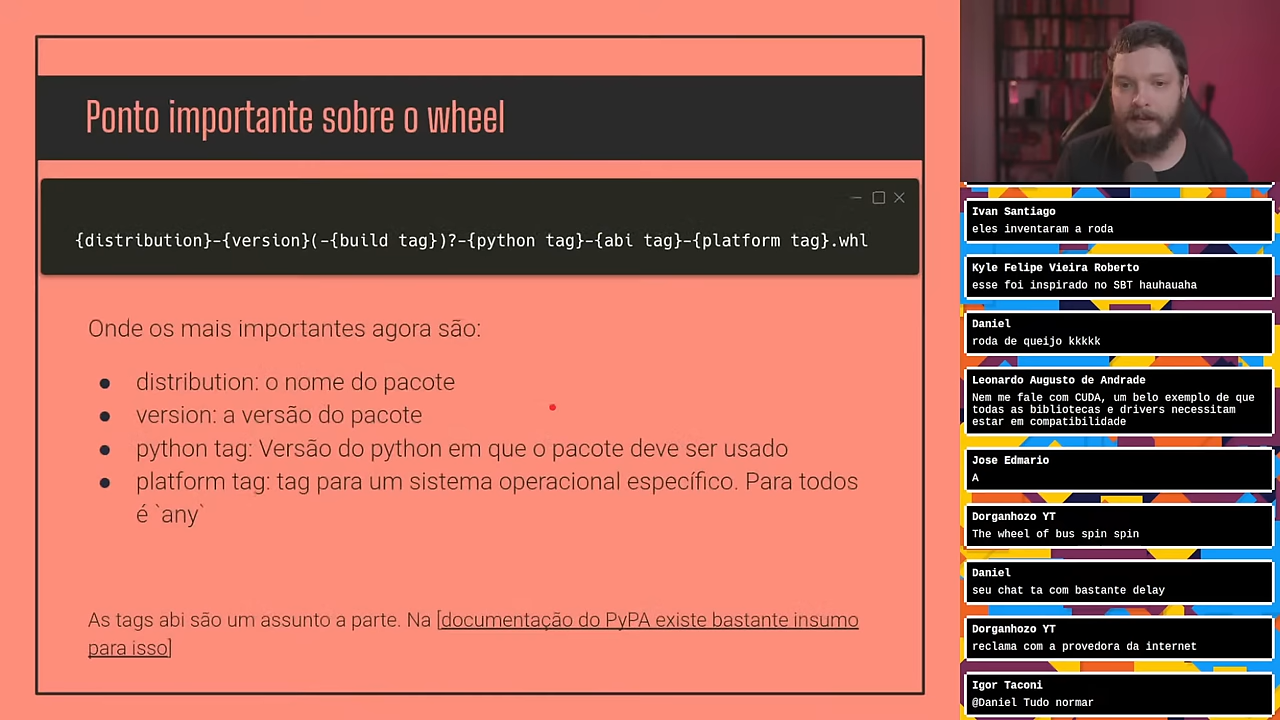 Ponto importante sobre o wheel
{distribution}-{version}(-{build tag})?-{python tag}-{abi tag}-{platform tag}.whl
Onde os mais importantes agora são:
● distribution: o nome do pacote
● version: a versão do pacote
● python tag: Versão do python em que o pacote deve ser usado
● platform tag: tag para um sistema operacional específico. Para todos
é `any`
As tags abi são um assunto a parte. Na [documentação do PyPA existe bastante insumo
para isso]
Ivan Santiago
eles inventaram a roda
Kyle Felipe Vieira Roberto
esse foi inspirado no SBT hauhauaha
Daniel
roda de queijo kkkkk
Leonardo Augusto de Andrade
Nem me fale com CUDA, um belo exemplo de que
todas as bibliotecas e drivers necessitam
estar em compatibilidade
Jose Edmario
A
Dorganhozo YT
The wheel of bus spin spin
Daniel
seu chat ta com bastante delay
Dorganhozo YT
reclama com a provedora da internet
Igor Taconi
@Daniel Tudo normar